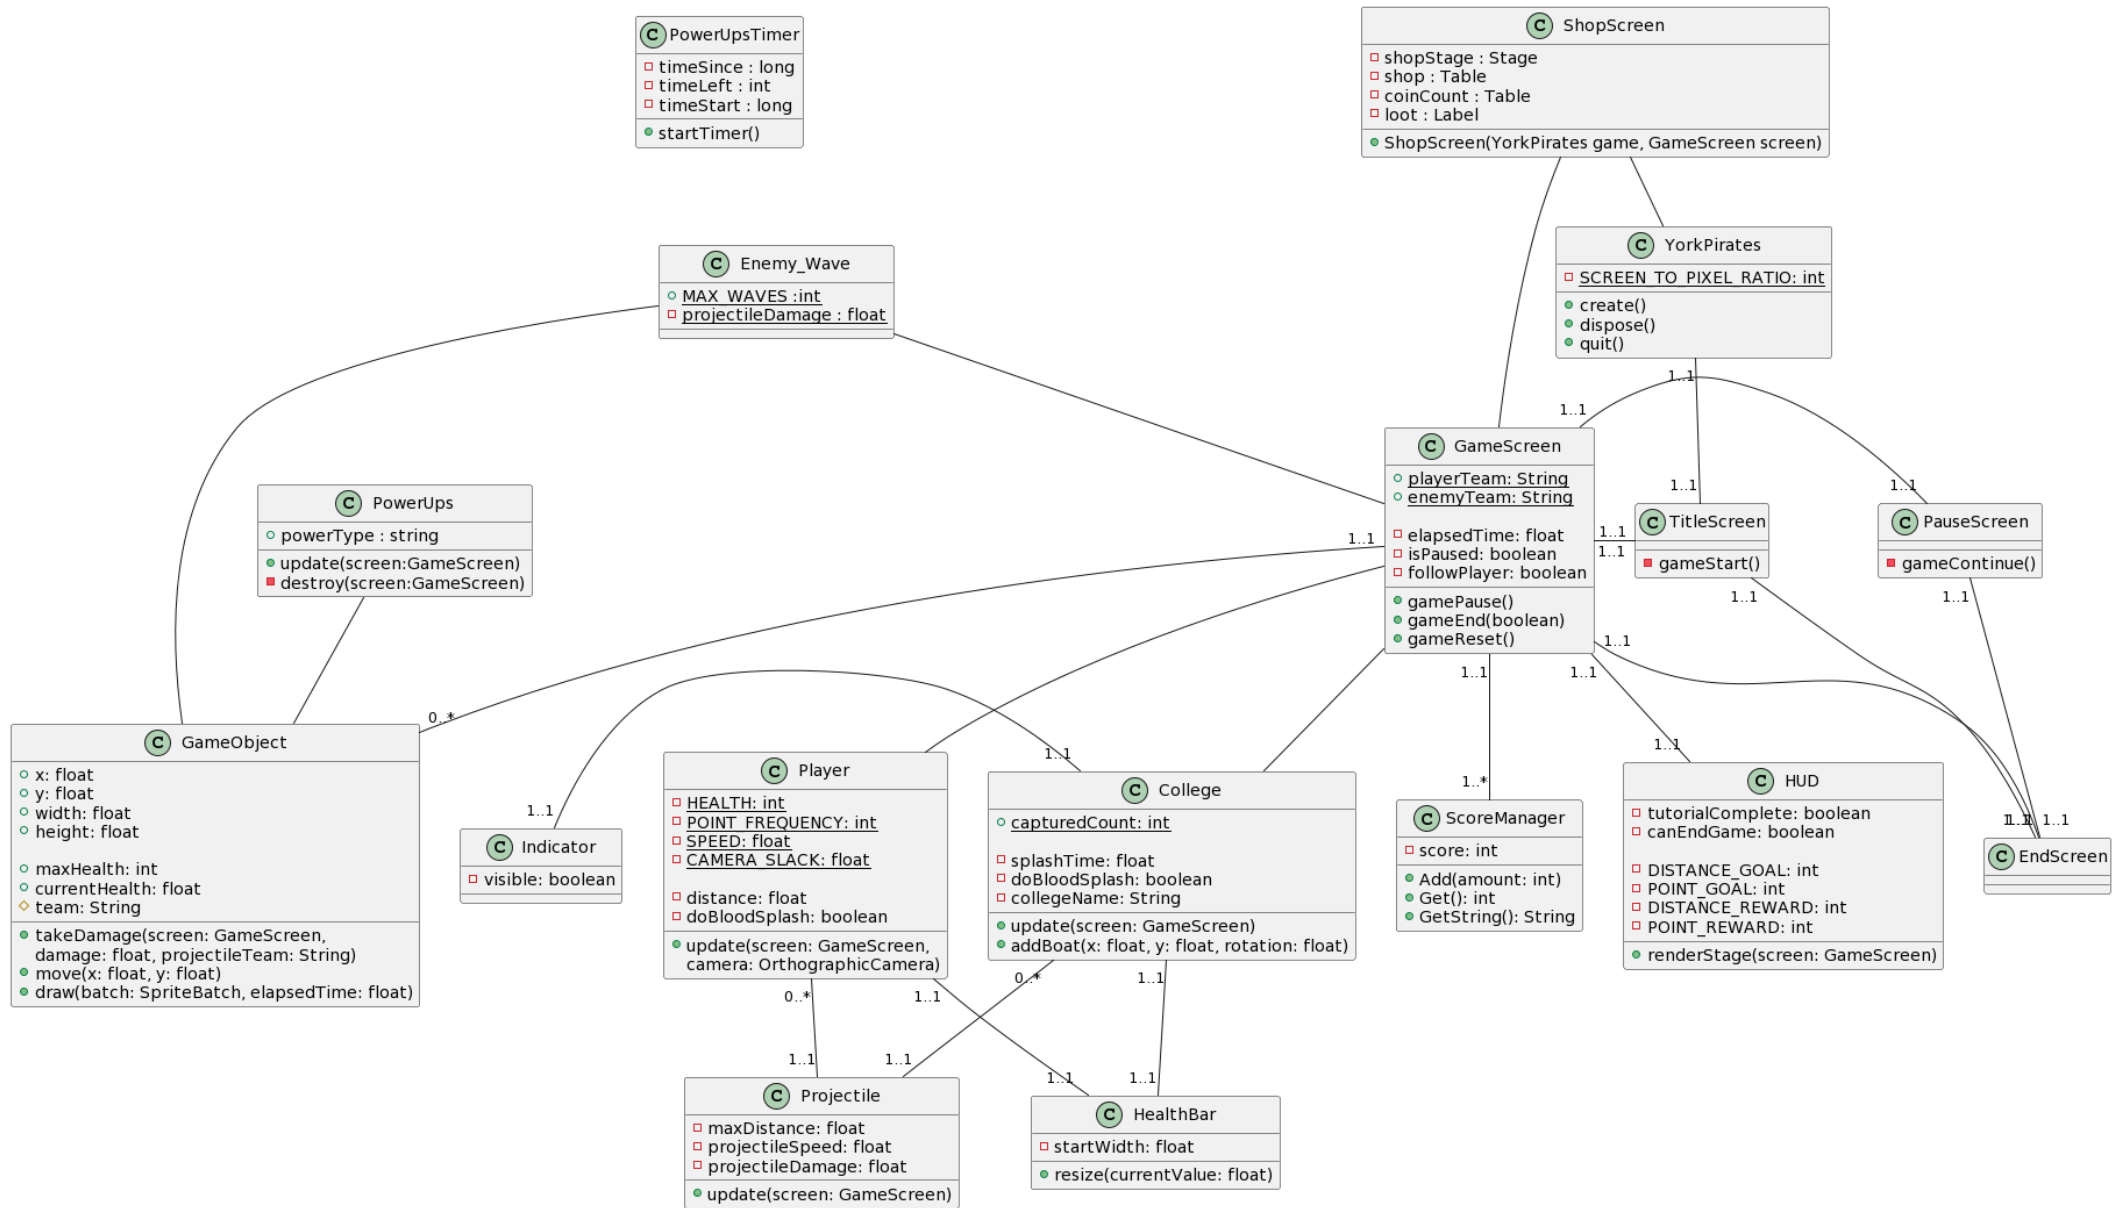 PowerUpsTimer
timeSince : long
timeLeft : int
timeStart : long
startTimer()
ShopScreen
shopStage : Stage
shop : Table
coinCount : Table
loot : Label
ShopScreen(YorkPirates game, GameScreen screen)
Enemy_Wave
MAX_WAVES :int
projectileDamage : float
YorkPirates
SCREEN_TO_PIXEL_RATIO: int
create()
dispose()
quit()
1..1
1..1
1..1
1..1
PowerUps
powerType : string
update(screen:GameScreen)
destroy(screen:GameScreen)
GameScreen
playerTeam: String
enemyTeam: String
elapsedTime: float
isPaused: boolean
followPlayer: boolean
gamePause()
gameEnd(boolean)
gameReset()
1..1
1..1
1..1
TitleScreen
gameStart()
PauseScreen
gameContinue()
1..1
1..1
1..1
1..1
1..1
0..*
GameObject
x: float
y: float
width: float
height: float
maxHealth: int
currentHealth: float
team: String
takeDamage(screen: GameScreen,
damage: float, projectileTeam: String)
move(x: float, y: float)
draw(batch: SpriteBatch, elapsedTime: float)
1..1
Indicator
visible: boolean
Player
HEALTH: int
POINT_FREQUENCY: int
SPEED: float
CAMERA_SLACK: float
distance: float
doBloodSplash: boolean
update(screen: GameScreen,
camera: OrthographicCamera)
1..1
College
capturedCount: int
splashTime: float
doBloodSplash: boolean
collegeName: String
update(screen: GameScreen)
addBoat(x: float, y: float, rotation: float)
1..*
ScoreManager
score: int
Add(amount: int)
Get(): int
GetString(): String
1..1
HUD
tutorialComplete: boolean
canEndGame: boolean
DISTANCE_GOAL: int
POINT_GOAL: int
DISTANCE_REWARD: int
POINT_REWARD: int
renderStage(screen: GameScreen)
1..1
1..1
1..1
EndScreen
0..*
1..1
0..*
1..1
1..1
1..1
1..1
1..1
Projectile
maxDistance: float
projectileSpeed: float
projectileDamage: float
update(screen: GameScreen)
HealthBar
startWidth: float
resize(currentValue: float)